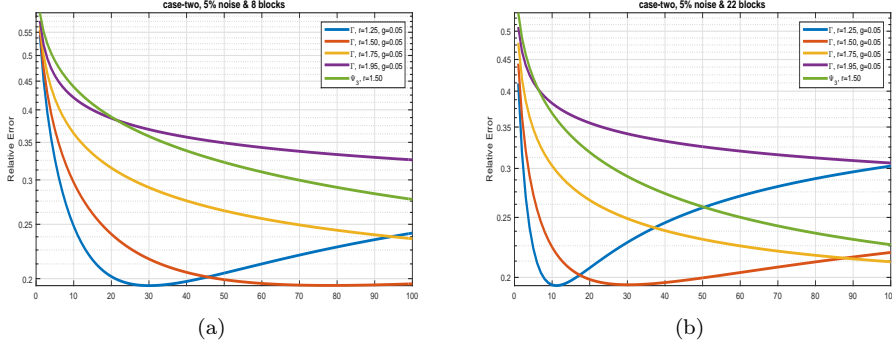 case-two, 5% noise & 8 blocks
Relative Error
0.55
0.5
0.45
0.4
0.35
0.3
0.25
0.2
0 10 20 30 40 50 60 70 80 90 100
Γ, r=1.25, g=0.05
Γ, r=1.50, g=0.05
Γ, r=1.75, g=0.05
Γ, r=1.95, g=0.05
Ψ3, r=1.50
(a)
case-two, 5% noise & 22 blocks
Relative Error
0.5
0.45
0.4
0.35
0.3
0.25
0.2
0 10 20 30 40 50 60 70 80 90 100
Γ, r=1.25, g=0.05
Γ, r=1.50, g=0.05
Γ, r=1.75, g=0.05
Γ, r=1.95, g=0.05
Ψ3, r=1.50
(b)